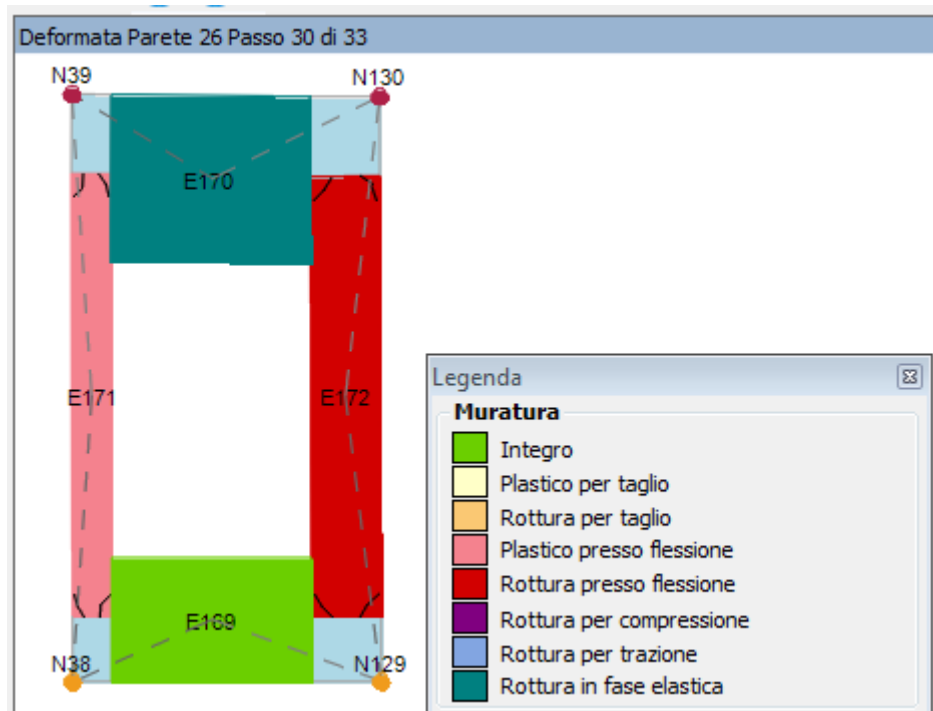 Deformata Parete 26 Passo 30 di 33
N39
N130
E170
E171
E172
E169
N38
N129
Legenda
Muratura
Integro
Plastico per taglio
Rottura per taglio
Plastico presso flessione
Rottura presso flessione
Rottura per compressione
Rottura per trazione
Rottura in fase elastica